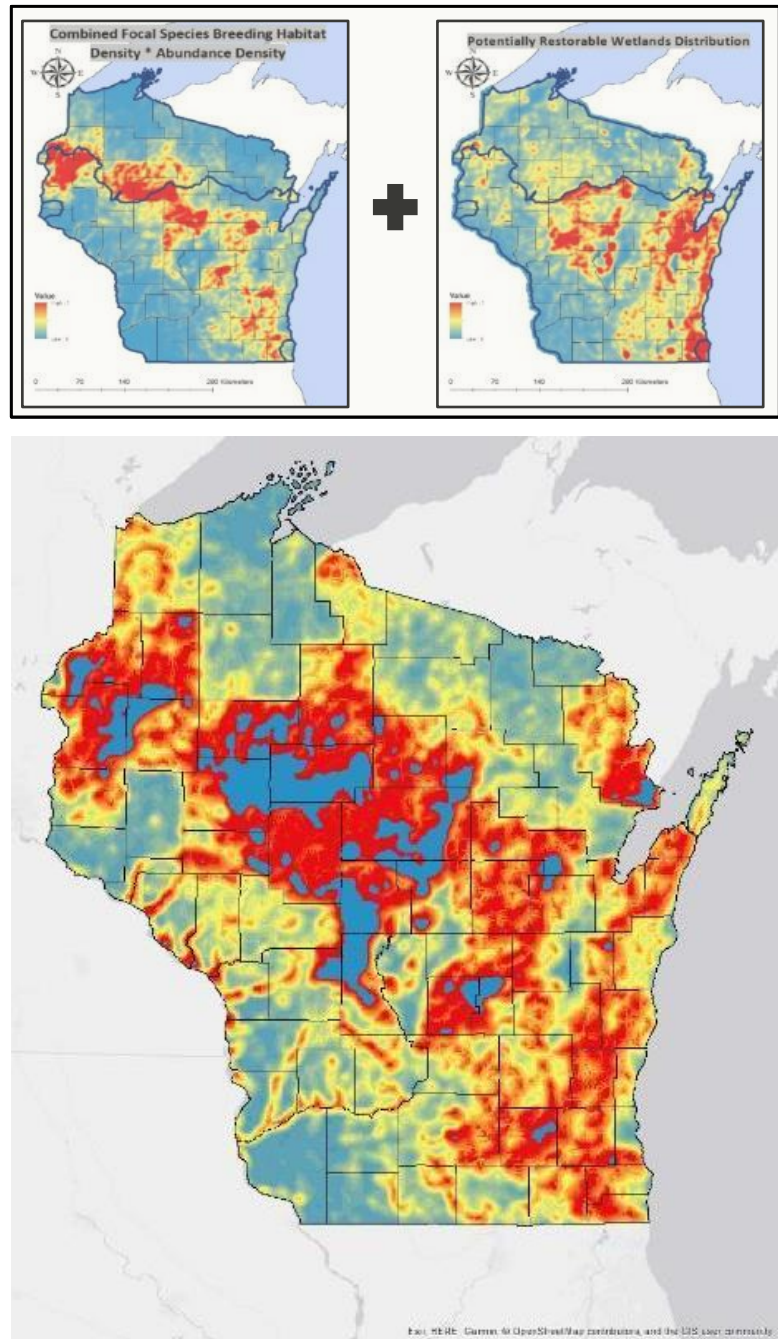 Combined Focal Species Breeding Habitat
Density * Abundance Density
N
W E
S
Value
0 70 140 280 Kilometers
Potentially Restorable Wetlands Distribution
N
W E
S
Value
0 70 140 280 Kilometers
Esri, HERE, Garmin, © OpenStreetMap contributors, and the GIS user community